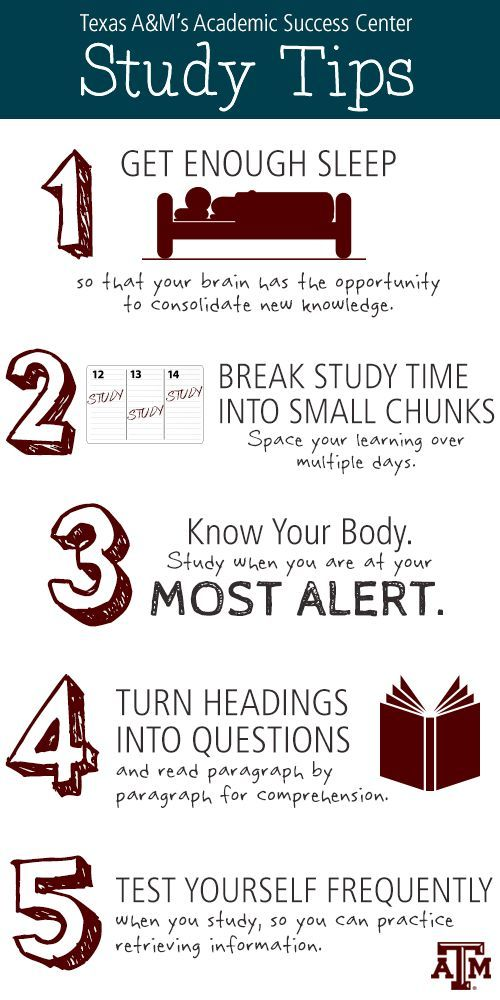 Texas A&M's Academic Success Center
Study Tips
1 GET ENOUGH SLEEP
so that your brain has the opportunity
to consolidate new knowledge.
2
12 13 14
STUDY STUDY STUDY
BREAK STUDY TIME
INTO SMALL CHUNKS
Space your learning over
multiple days.
3 Know Your Body.
Study when you are at your
MOST ALERT.
4 TURN HEADINGS
INTO QUESTIONS
and read paragraph by
paragraph for comprehension.
5 TEST YOURSELF FREQUENTLY
when you study, so you can practice
retrieving information.
ATM